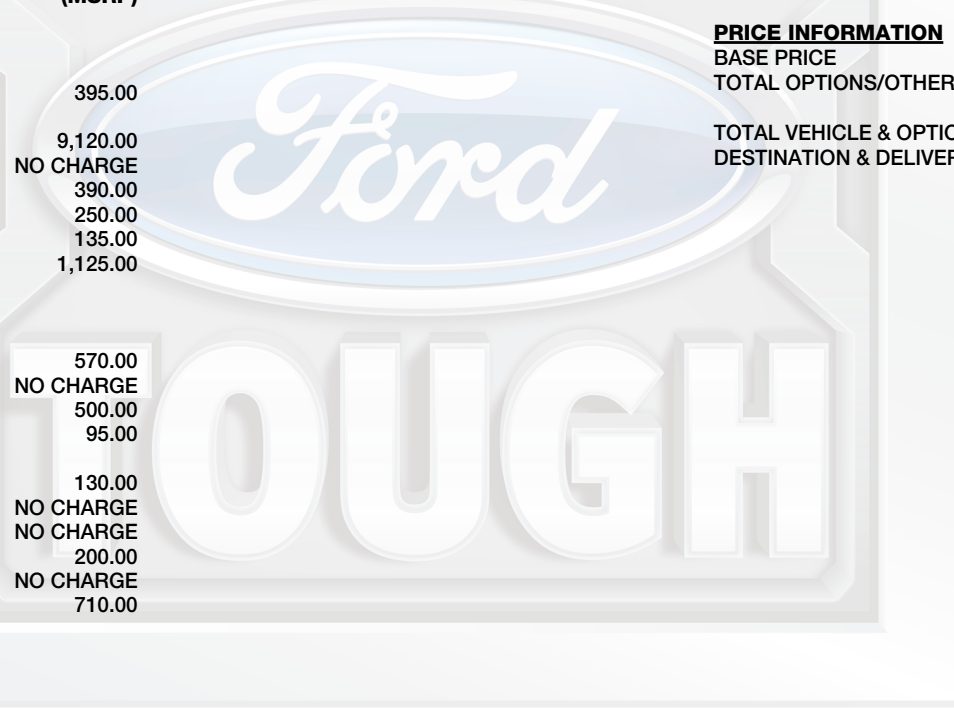 (MSRP)
395.00
9,120.00
NO CHARGE
390.00
250.00
135.00
1,125.00
570.00
NO CHARGE
500.00
95.00
130.00
NO CHARGE
NO CHARGE
200.00
NO CHARGE
710.00
PRICE INFORMATION
BASE PRICE
TOTAL OPTIONS/OTHER
TOTAL VEHICLE & OPTIO
DESTINATION & DELIVER
Ford
TOUGH